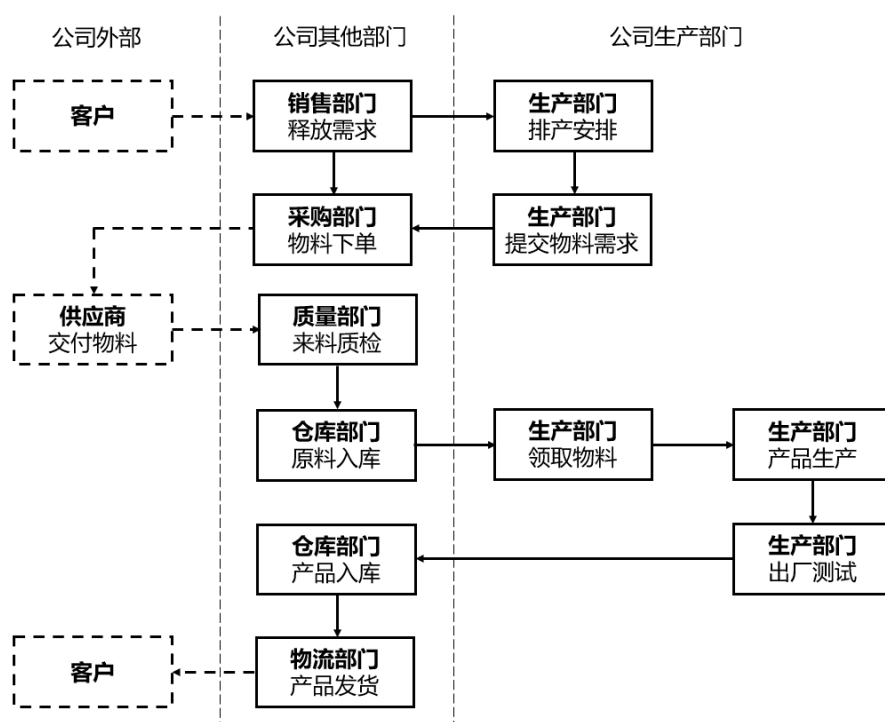 公司外部
公司其他部门
公司生产部门
客户
销售部门
释放需求
生产部门
排产安排
采购部门
物料下单
生产部门
提交物料需求
供应商
交付物料
质量部门
来料质检
仓库部门
原料入库
生产部门
领取物料
生产部门
产品生产
仓库部门
产品入库
生产部门
出厂测试
客户
物流部门
产品发货